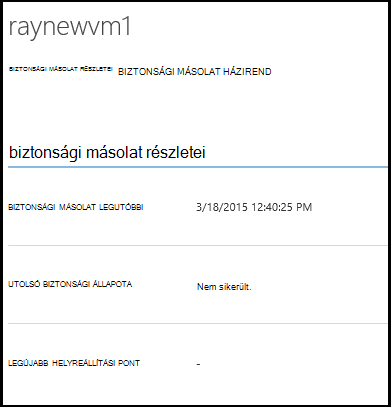 raynewvm1
BIZTONSÁGI MÁSOLAT RÉSZLETEI BIZTONSÁGI MÁSOLAT HÁZIREND
biztonsági másolat részletei
BIZTONSÁGI MÁSOLAT LEGUTÓBBI 3/18/2015 12:40:25 PM
UTOLSÓ BIZTONSÁGI ÁLLAPOTA Nem sikerült.
LEGÚJABB HELYREÁLLÍTÁSI PONT -